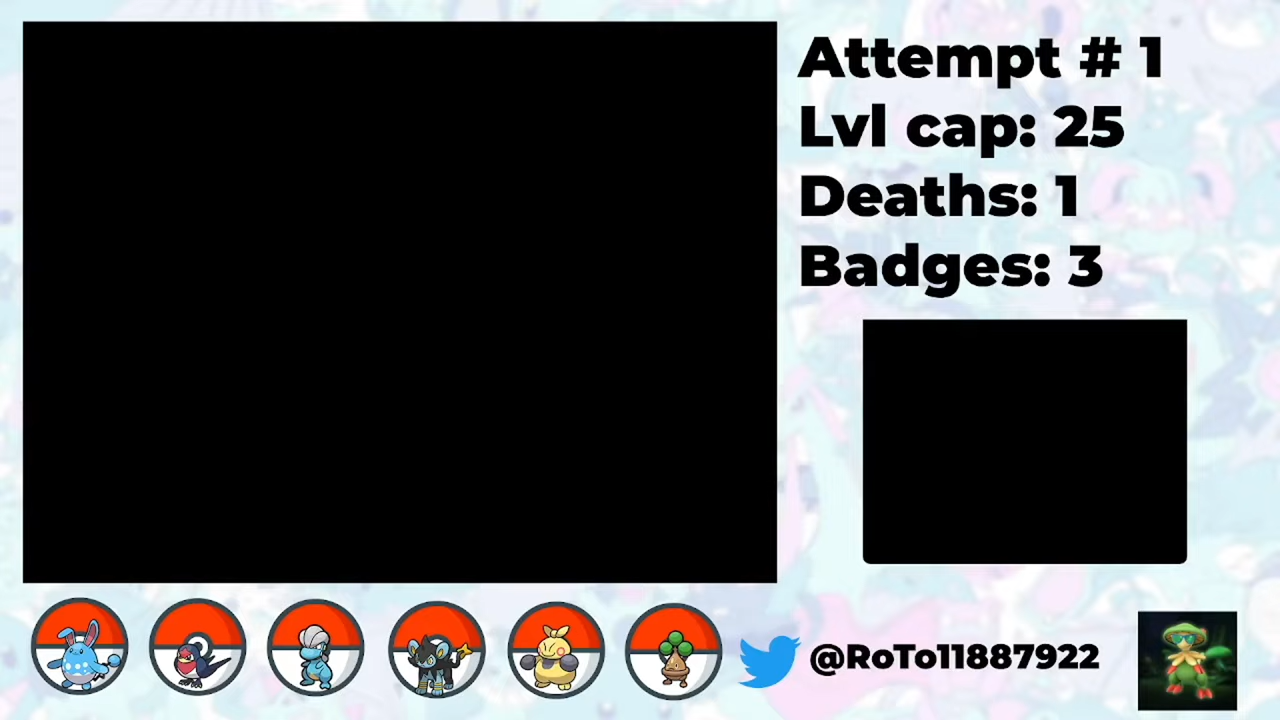 Attempt # 1
Lvl cap: 25
Deaths: 1
Badges: 3
@RoTo11887922